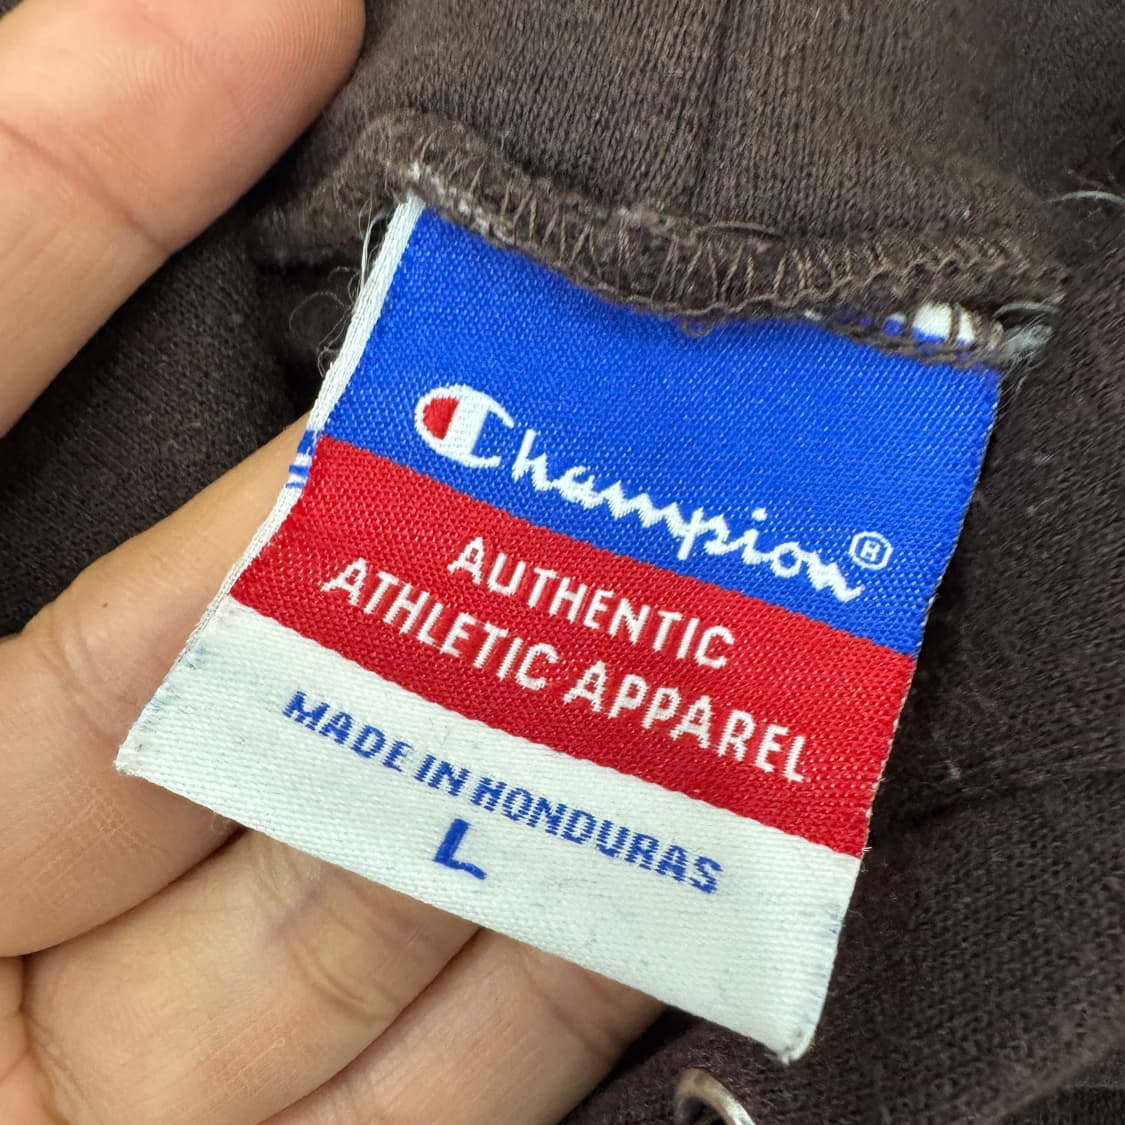 Champion®
AUTHENTIC
ATHLETIC APPAREL
MADE IN HONDURAS
L